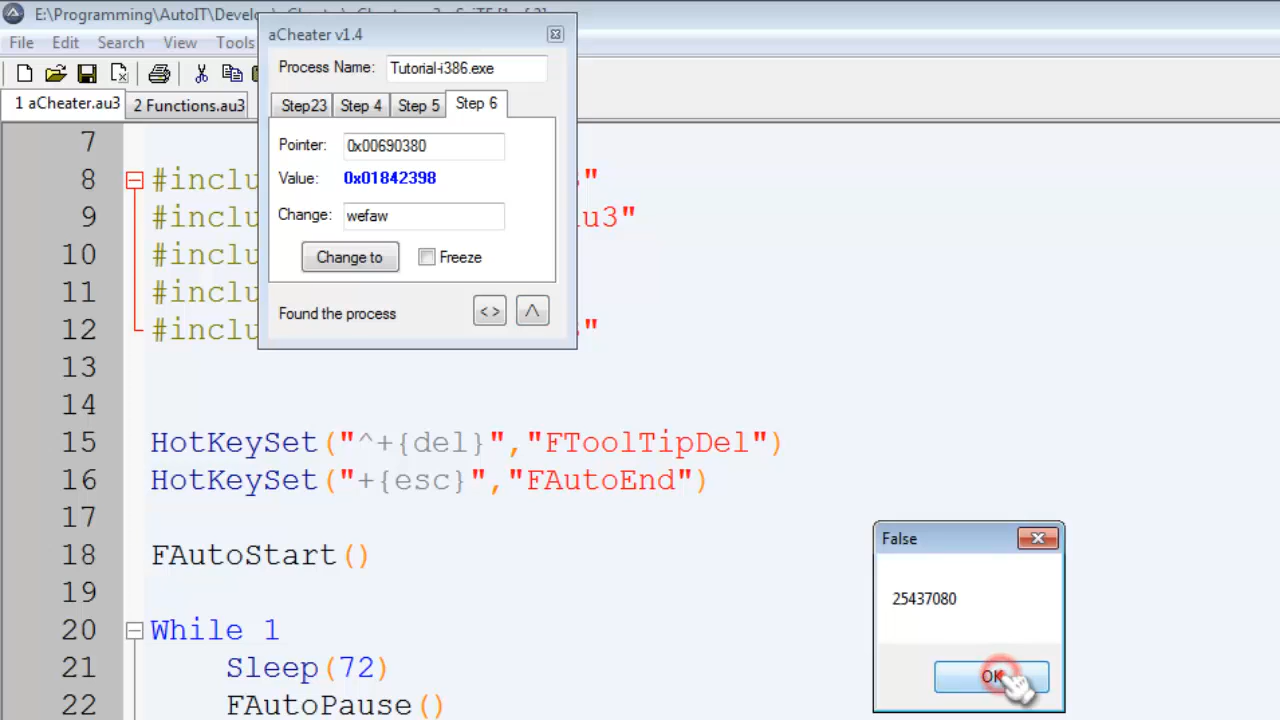 E:\Programming\AutoIT\Develo
File Edit Search View Tools
1 aCheater.au3 2 Functions.au3
aCheater v1.4
Process Name: Tutorial-i386.exe
Step23 Step 4 Step 5 Step 6
Pointer: 0x00690380
Value: 0x01842398
Change: wefaw
Change to Freeze
Found the process <> Λ
7
8 #inclu s"
9 #inclu u3"
10 #inclu
11 #inclu
12 #inclu s"
13
14
15 HotKeySet("^+{del}","FToolTipDel")
16 HotKeySet("+{esc}","FAutoEnd")
17
18 FAutoStart()
19
20 While 1
21 Sleep(72)
22 FAutoPause()
False
25437080
OK